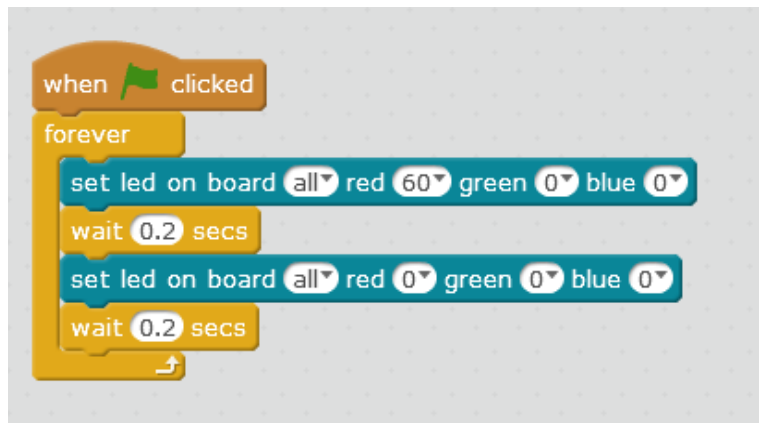 when clicked
forever
set led on board all red 60 green 0 blue 0
wait 0.2 secs
set led on board all red 0 green 0 blue 0
wait 0.2 secs